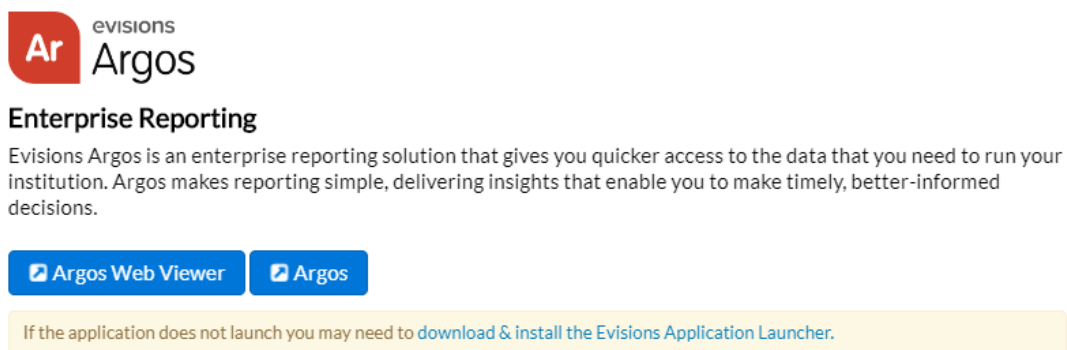 Ar
evisions
Argos
Enterprise Reporting
Evisions Argos is an enterprise reporting solution that gives you quicker access to the data that you need to run your
institution. Argos makes reporting simple, delivering insights that enable you to make timely, better-informed
decisions.
Argos Web Viewer Argos
If the application does not launch you may need to download & install the Evisions Application Launcher.